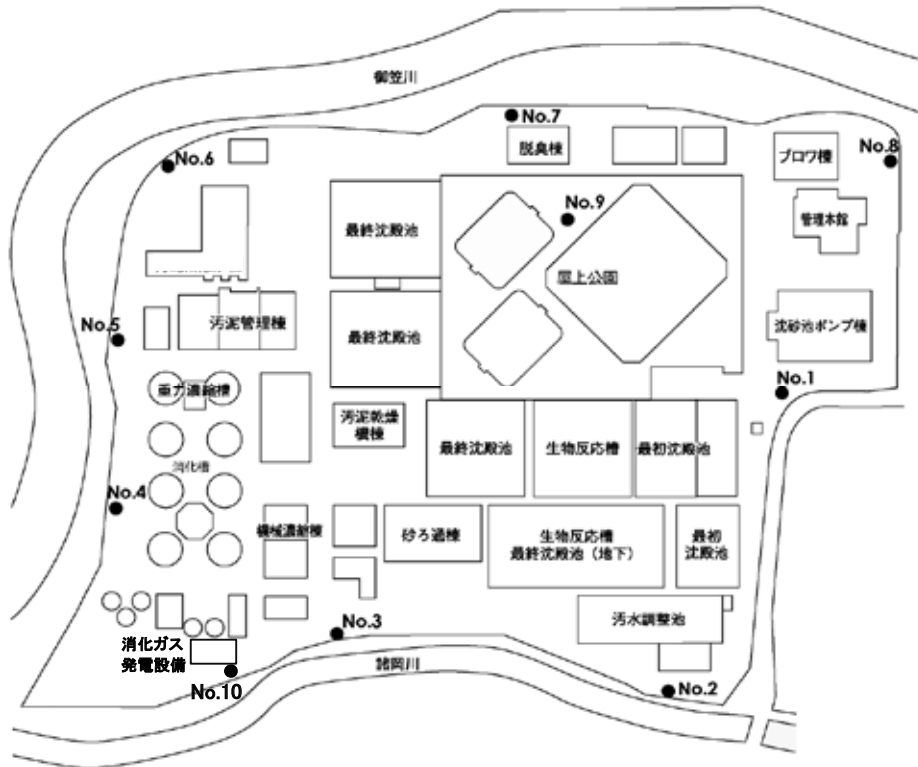 御笠川
No.7
脱臭棟
No.6
ブロワ棟
No.8
No.9
管理本館
最終沈殿池
屋上公園
No.5
汚泥管理棟
最終沈殿池
沈砂池ポンプ棟
重力濃縮槽
No.1
汚泥乾燥
機棟
最終沈殿池
生物反応槽
最初沈殿池
消化槽
No.4
機械濃縮棟
砂ろ過棟
生物反応槽
最終沈殿池（地下）
最初
沈殿池
汚水調整池
No.3
消化ガス
発電設備
諸岡川
No.10
No.2